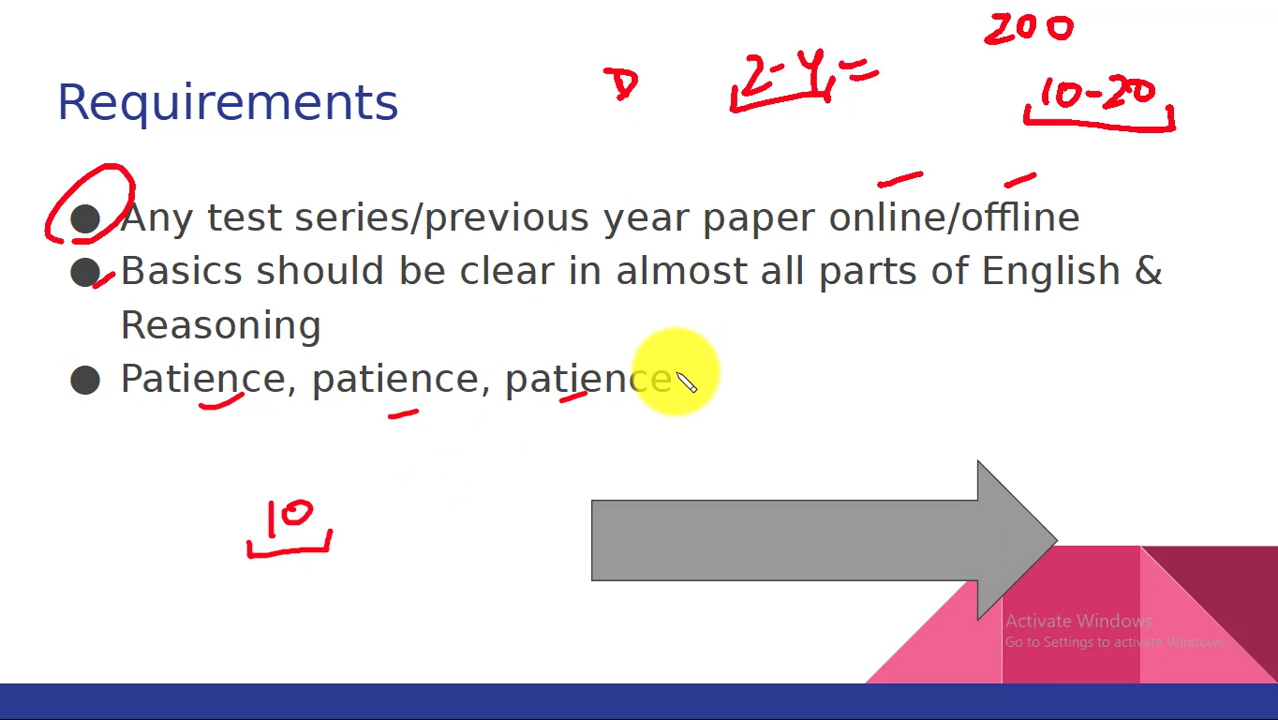 200
D 2-4=
10-20
Requirements
● Any test series/previous year paper online/offline
● Basics should be clear in almost all parts of English &
Reasoning
● Patience, patience, patience
10
Activate Windows
Go to Settings to activate Windows.